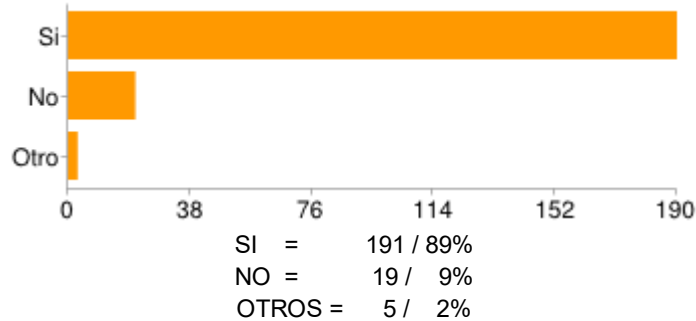 Si
No
Otro
0 38 76 114 152 190
SI = 191 / 89%
NO = 19 / 9%
OTROS = 5 / 2%